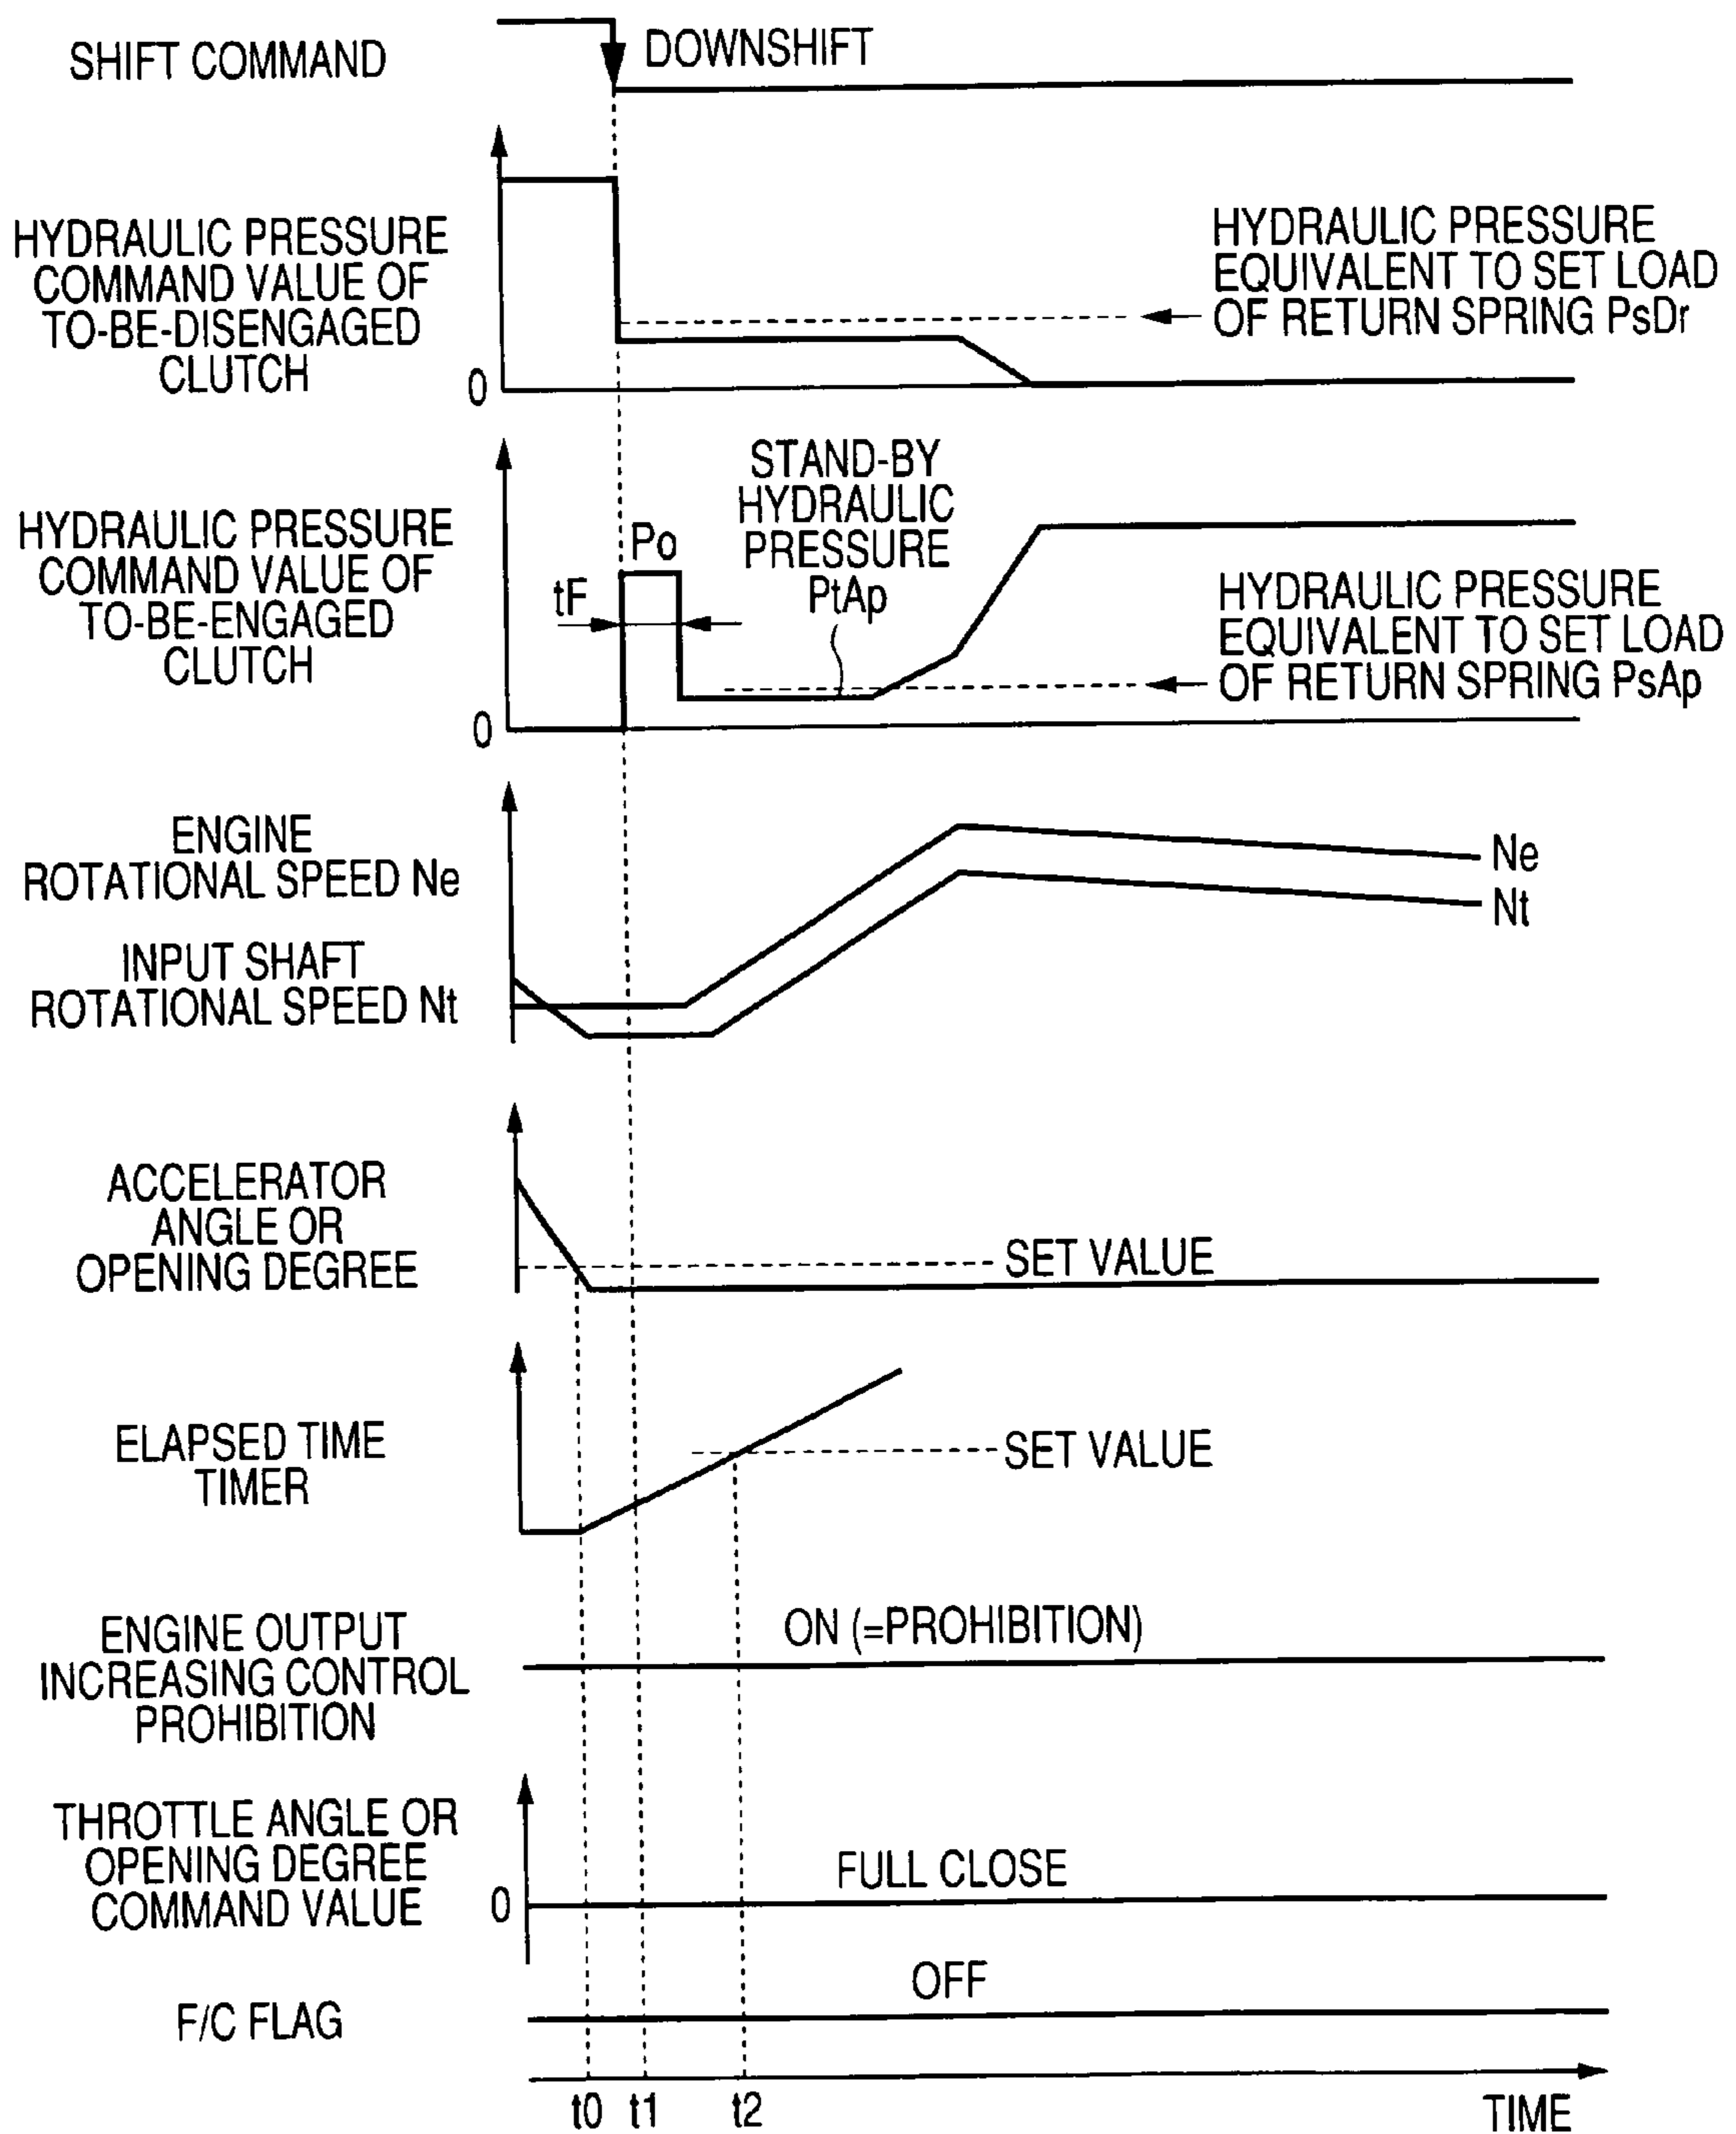 SHIFT COMMAND
DOWNSHIFT
HYDRAULIC PRESSURE
COMMAND VALUE OF
TO-BE-DISENGAGED
CLUTCH
0
HYDRAULIC PRESSURE
EQUIVALENT TO SET LOAD
OF RETURN SPRING PsDr
HYDRAULIC PRESSURE
COMMAND VALUE OF
TO-BE-ENGAGED
CLUTCH
0
tF
Po
STAND-BY
HYDRAULIC
PRESSURE
PtAp
HYDRAULIC PRESSURE
EQUIVALENT TO SET LOAD
OF RETURN SPRING PsAp
ENGINE
ROTATIONAL SPEED Ne
INPUT SHAFT
ROTATIONAL SPEED Nt
Ne
Nt
ACCELERATOR
ANGLE OR
OPENING DEGREE
SET VALUE
ELAPSED TIME
TIMER
SET VALUE
ENGINE OUTPUT
INCREASING CONTROL
PROHIBITION
ON (=PROHIBITION)
THROTTLE ANGLE OR
OPENING DEGREE
COMMAND VALUE
0
FULL CLOSE
F/C FLAG
OFF
t0 t1 t2 TIME